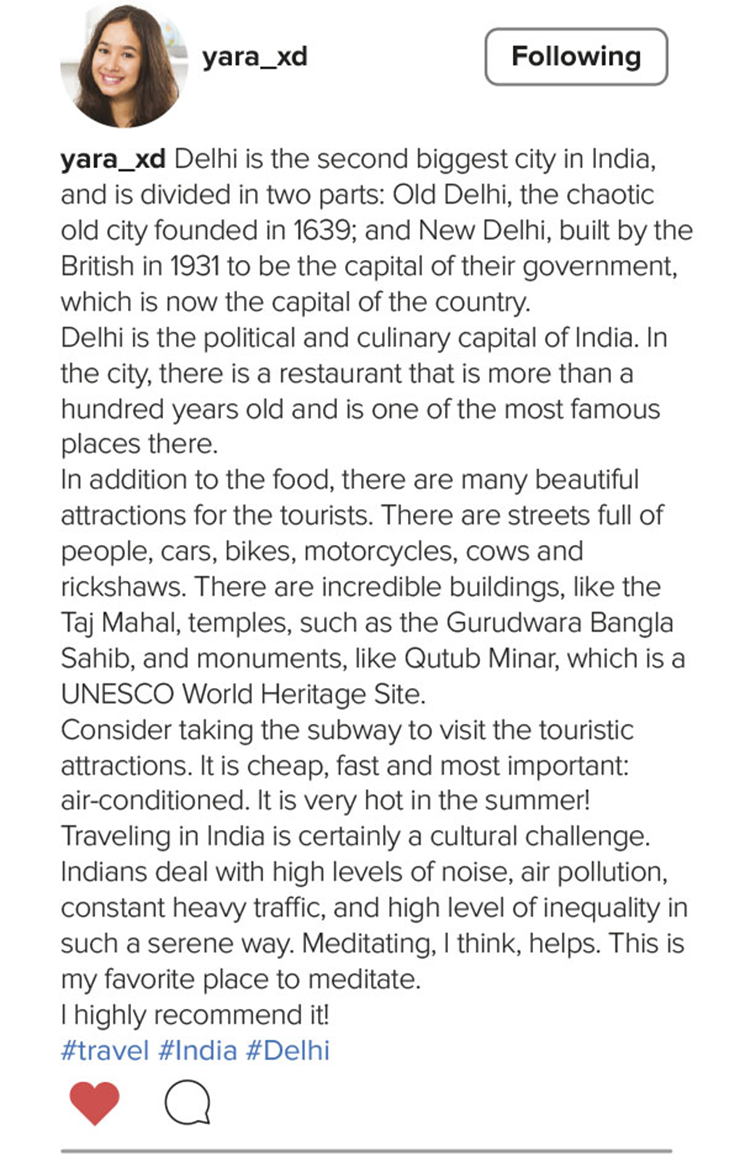 yara_xd
Following
yara_xd Delhi is the second biggest city in India,
and is divided in two parts: Old Delhi, the chaotic
old city founded in 1639; and New Delhi, built by the
British in 1931 to be the capital of their government,
which is now the capital of the country.
Delhi is the political and culinary capital of India. In
the city, there is a restaurant that is more than a
hundred years old and is one of the most famous
places there.
In addition to the food, there are many beautiful
attractions for the tourists. There are streets full of
people, cars, bikes, motorcycles, cows and
rickshaws. There are incredible buildings, like the
Taj Mahal, temples, such as the Gurudwara Bangla
Sahib, and monuments, like Qutub Minar, which is a
UNESCO World Heritage Site.
Consider taking the subway to visit the touristic
attractions. It is cheap, fast and most important:
air-conditioned. It is very hot in the summer!
Traveling in India is certainly a cultural challenge.
Indians deal with high levels of noise, air pollution,
constant heavy traffic, and high level of inequality in
such a serene way. Meditating, I think, helps. This is
my favorite place to meditate.
I highly recommend it!
#travel #India #Delhi